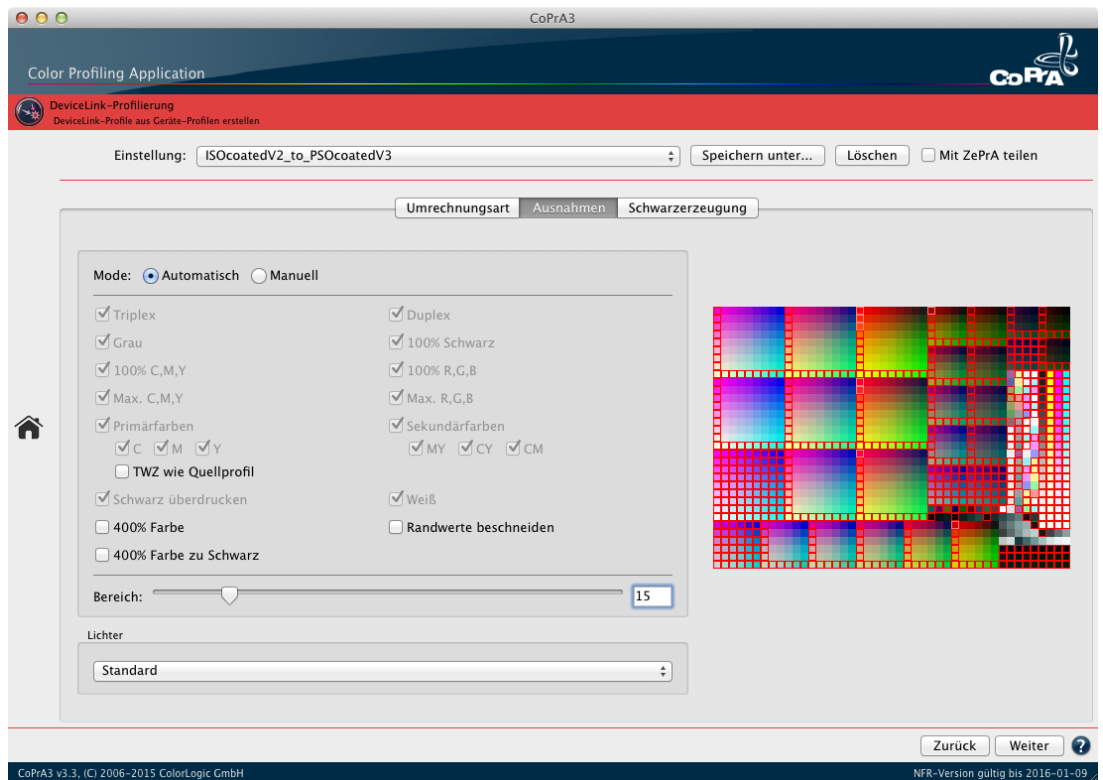 CoPrA3
Color Profiling Application
CoPrA
DeviceLink-Profilierung
DeviceLink-Profile aus Geräte-Profilen erstellen
Einstellung: ISOcoatedV2_to_PSOcoatedV3 Speichern unter... Löschen Mit ZePrA teilen
Umrechnungsart Ausnahmen Schwarzerzeugung
Mode: Automatisch Manuell
Triplex Duplex
Grau 100% Schwarz
100% C,M,Y 100% R,G,B
Max. C,M,Y Max. R,G,B
Primärfarben Sekundärfarben
C M Y MY CY CM
TWZ wie Quellprofil
Schwarz überdrucken Weiß
400% Farbe Randwerte beschneiden
400% Farbe zu Schwarz
Bereich: 15
Lichter
Standard
Zurück Weiter ?
CoPrA3 v3.3, (C) 2006-2015 ColorLogic GmbH NFR-Version gültig bis 2016-01-09